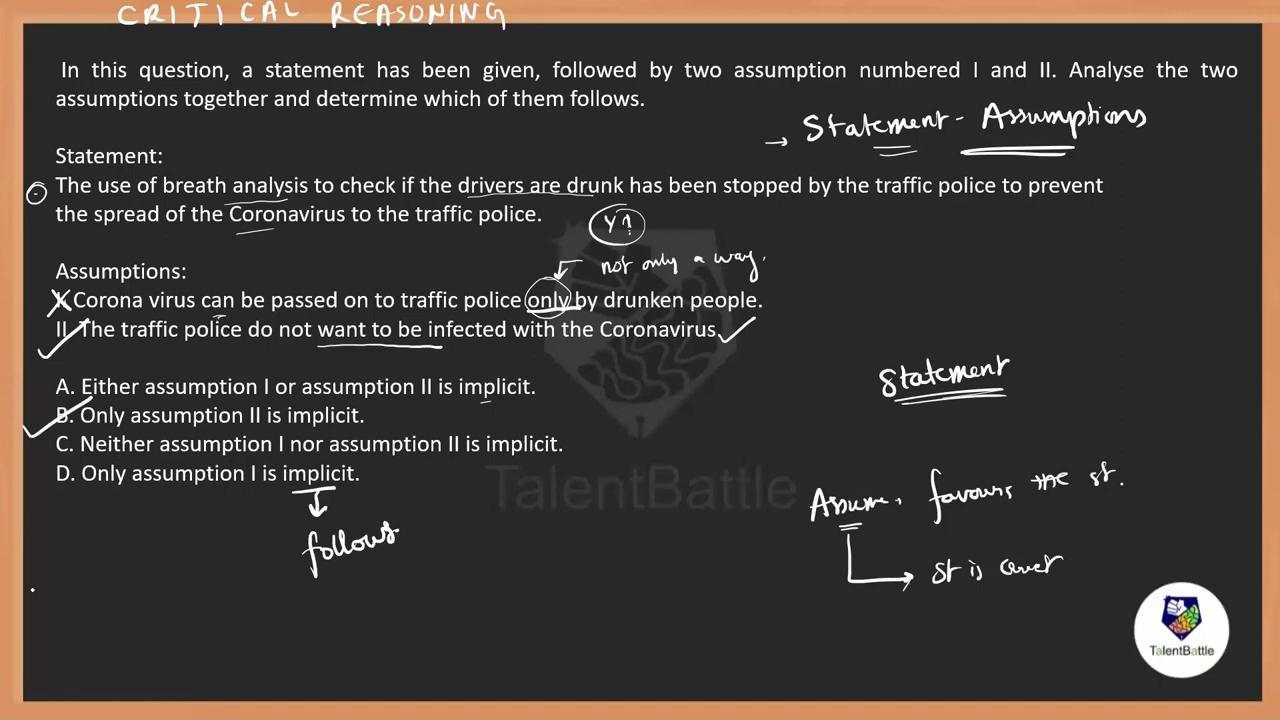 CRITICAL REASONING
In this question, a statement has been given, followed by two assumption numbered I and II. Analyse the two
assumptions together and determine which of them follows.
→ Statement - Assumptions
Statement:
The use of breath analysis to check if the drivers are drunk has been stopped by the traffic police to prevent
the spread of the Coronavirus to the traffic police.
Y?
not only a way.
Assumptions:
I. Corona virus can be passed on to traffic police only by drunken people.
II. The traffic police do not want to be infected with the Coronavirus.
Statement
A. Either assumption I or assumption II is implicit.
B. Only assumption II is implicit.
C. Neither assumption I nor assumption II is implicit.
D. Only assumption I is implicit.
TalentBattle
Assum. favours the st.
follows
st is
TalentBattle